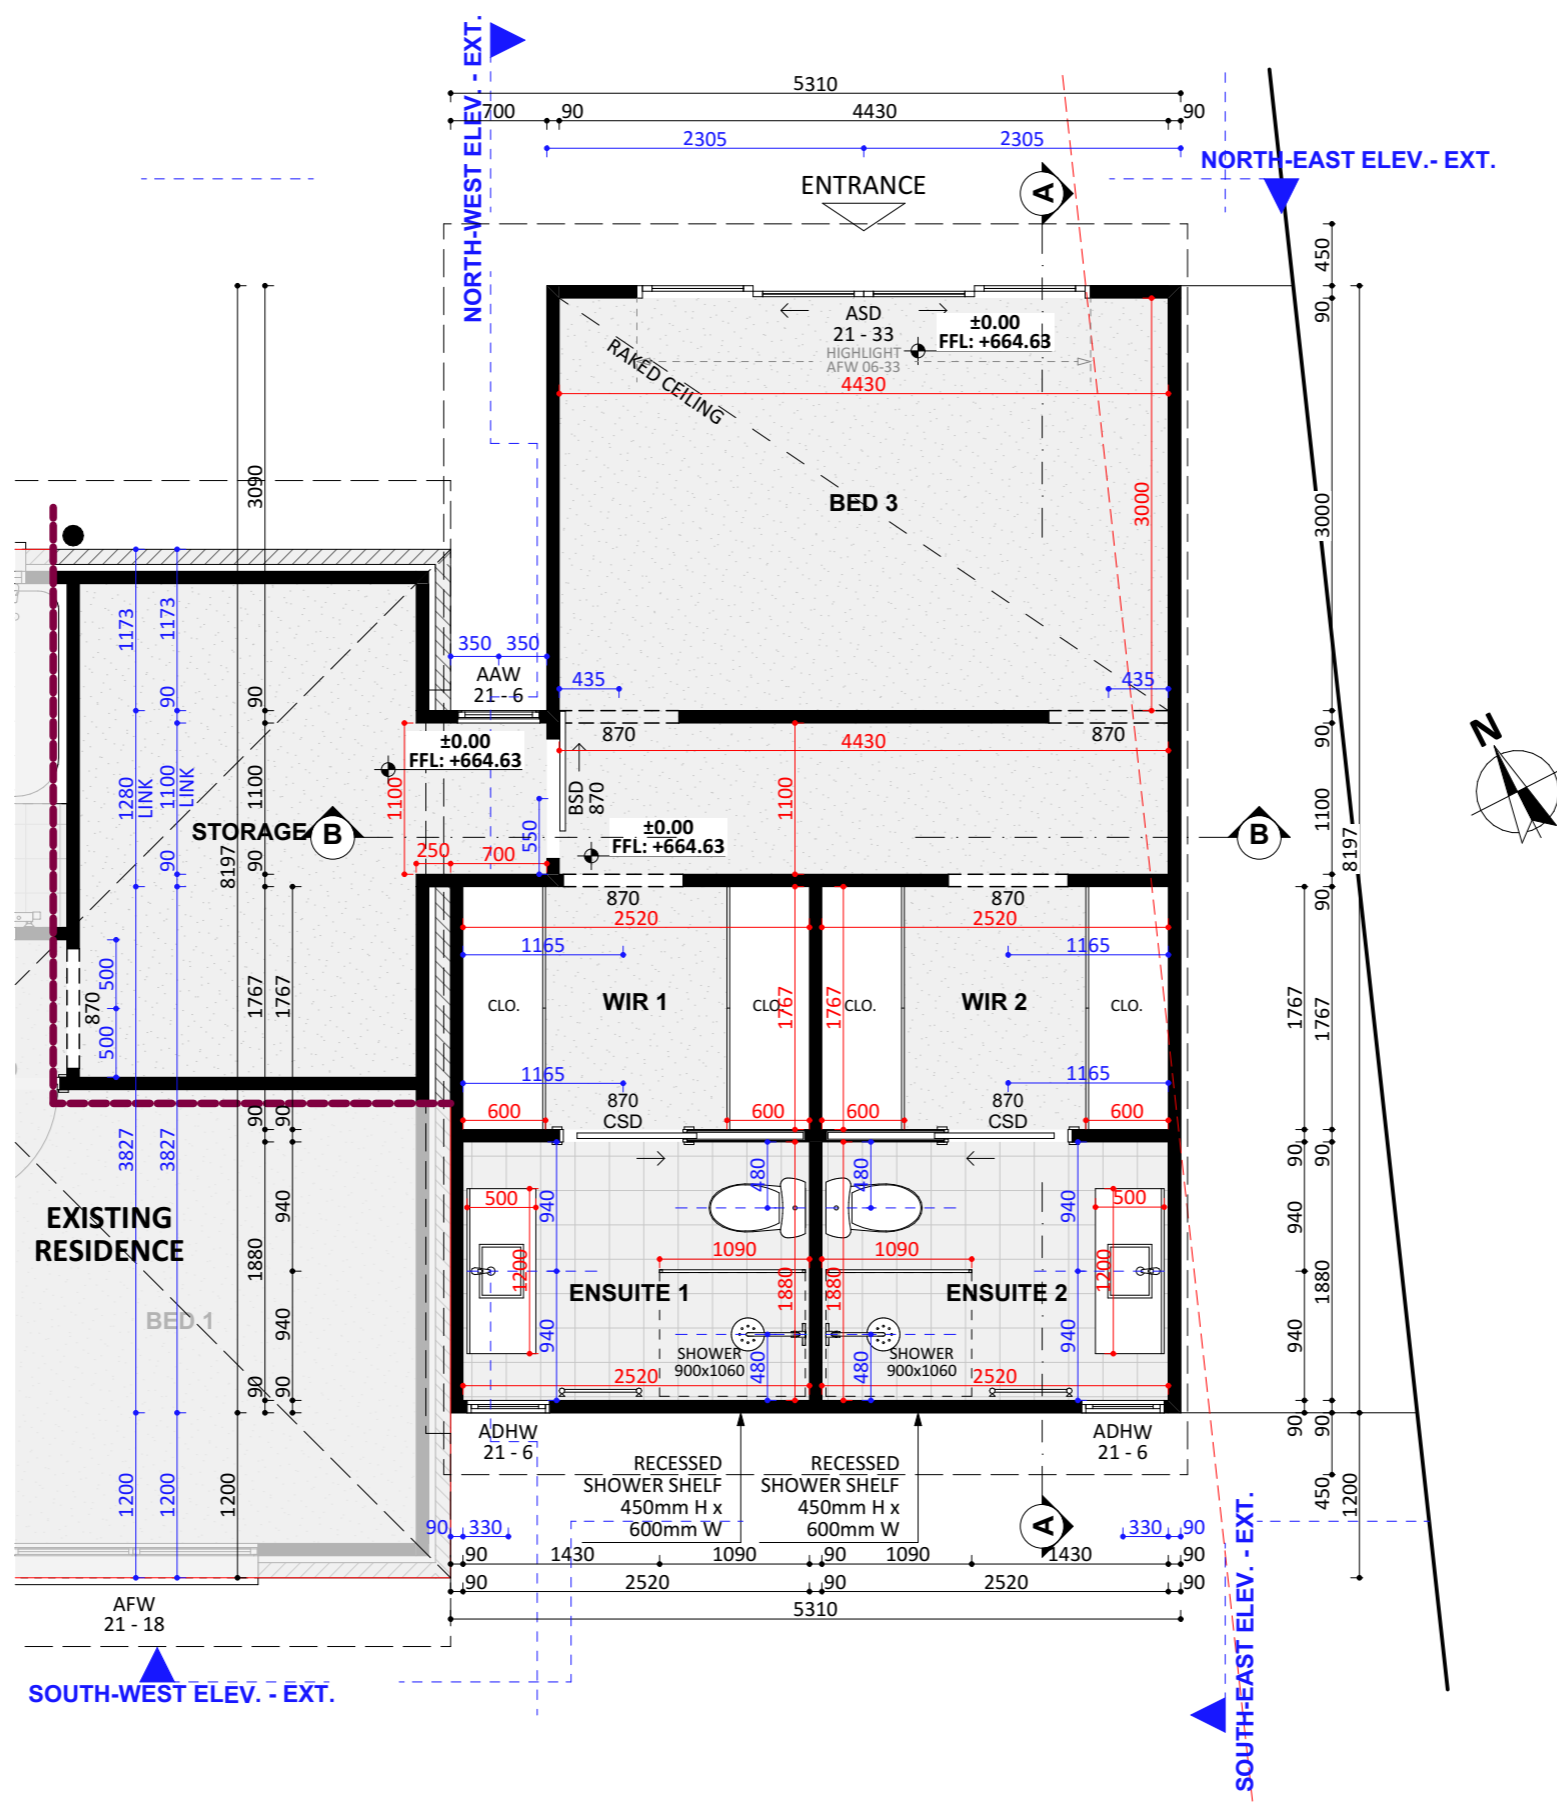 NORTH-WEST ELEV. - EXT.
5310
700
90
4430
90
2305
2305
NORTH-EAST ELEV.- EXT.
ENTRANCE
A
450
90
ASD
21 - 33
HIGHLIGHT
AFW 06-33
±0.00
FFL: +664.63
RAKED CEILING
4430
BED 3
3000
3000
3090
1173
1173
90
90
350
350
AAW
21 - 6
435
435
870
870
±0.00
FFL: +664.63
4430
90
N
1280
LINK
1100
LINK
1100
1100
BSD
870
1100
1100
STORAGE
B
550
±0.00
FFL: +664.63
B
8197
8197
90
90
250
700
870
870
90
2520
2520
1165
1165
500
870
500
1767
1767
CLO.
WIR 1
CLO.
1767
1767
CLO.
WIR 2
CLO.
1767
1767
1165
1165
870
CSD
870
CSD
600
600
600
600
90
90
90
90
3827
3827
480
480
940
940
940
940
500
500
EXISTING
RESIDENCE
1880
1200
1090
1090
1200
1880
1880
1880
ENSUITE 1
ENSUITE 2
BED 1
940
940
940
940
SHOWER
900x1060
SHOWER
900x1060
480
480
2520
2520
90
90
90
90
ADHW
21 - 6
ADHW
21 - 6
RECESSED
SHOWER SHELF
450mm H x
600mm W
RECESSED
SHOWER SHELF
450mm H x
600mm W
1200
1200
1200
450
1200
A
90
330
330
90
90
1430
1090
90
1090
1430
90
90
2520
90
2520
90
5310
AFW
21 - 18
SOUTH-WEST ELEV. - EXT.
SOUTH-EAST ELEV. - EXT.